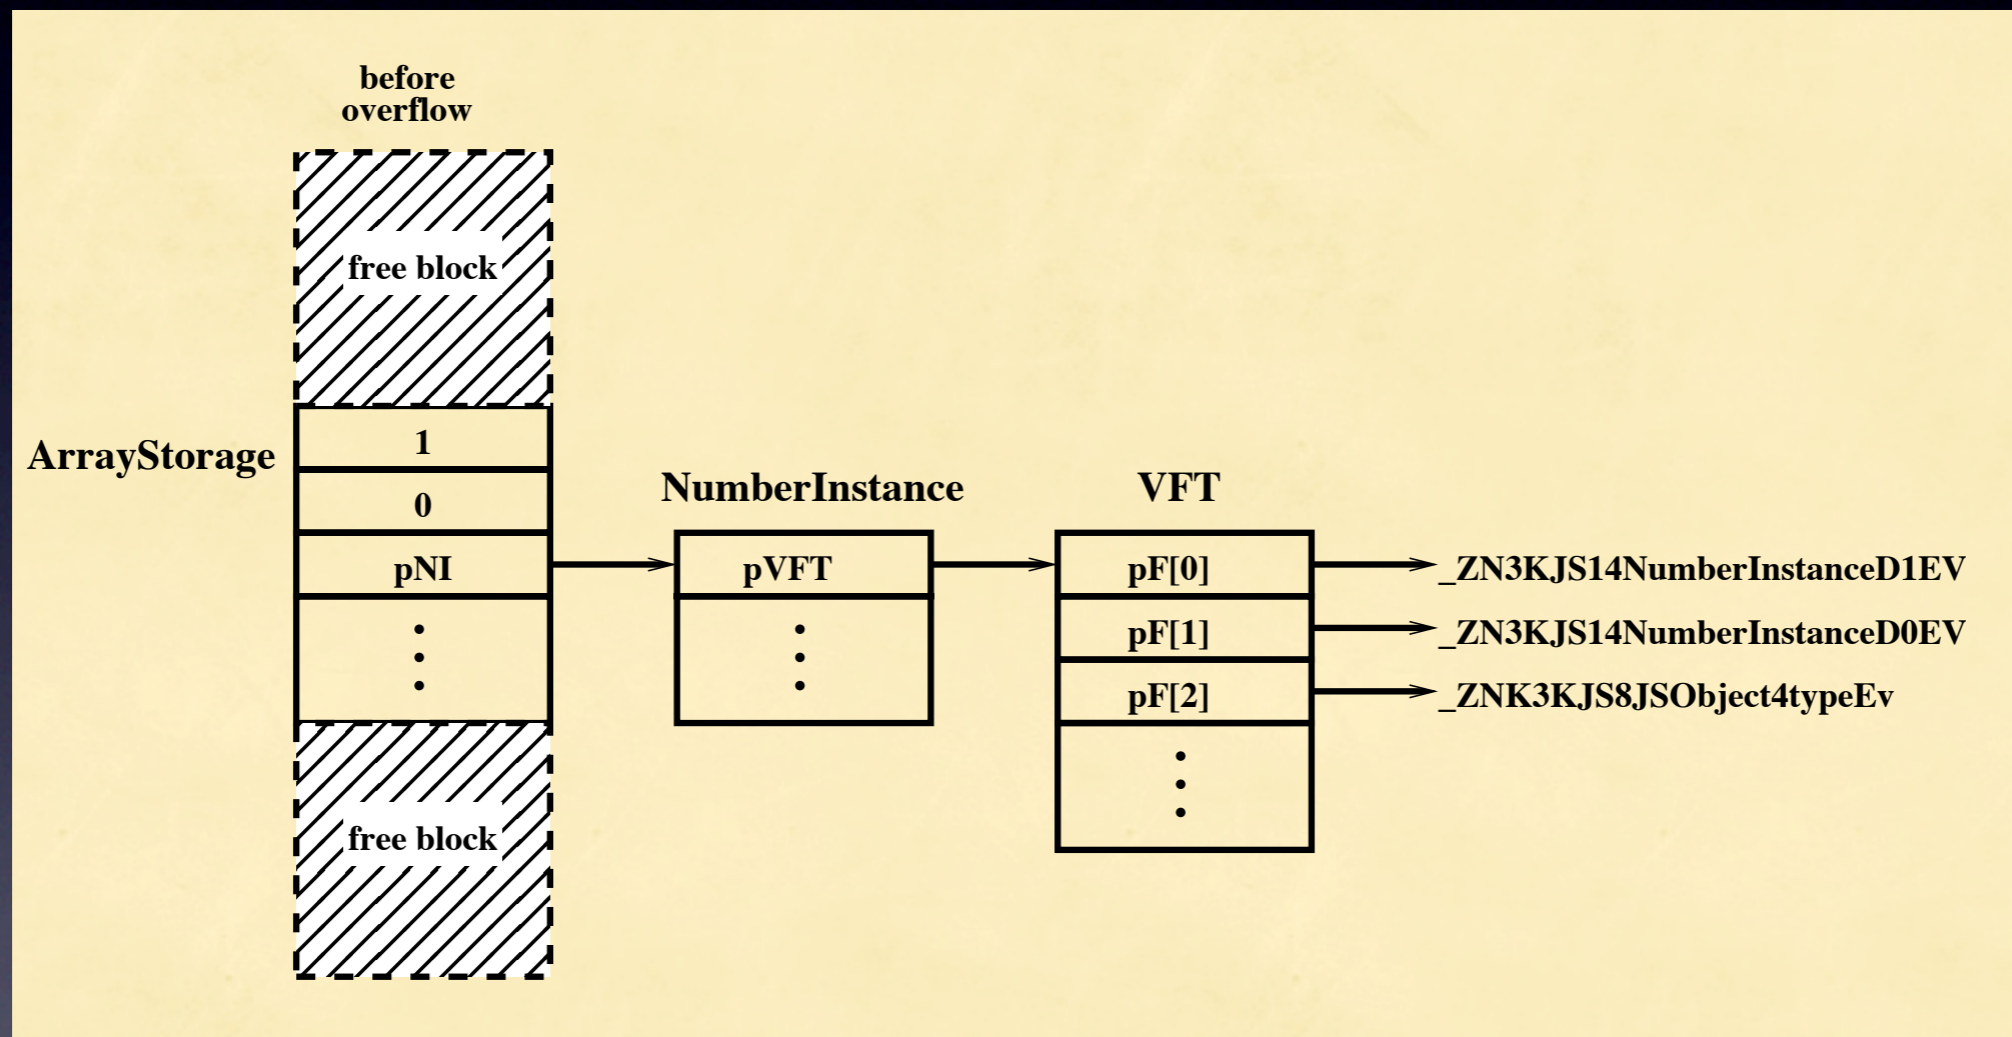 before
overflow
free block
ArrayStorage
1
0
pNI
free block
NumberInstance
pVFT
VFT
pF[0]
pF[1]
pF[2]
_ZN3KJS14NumberInstanceD1EV
_ZN3KJS14NumberInstanceD0EV
_ZNK3KJS8JSObject4typeEv